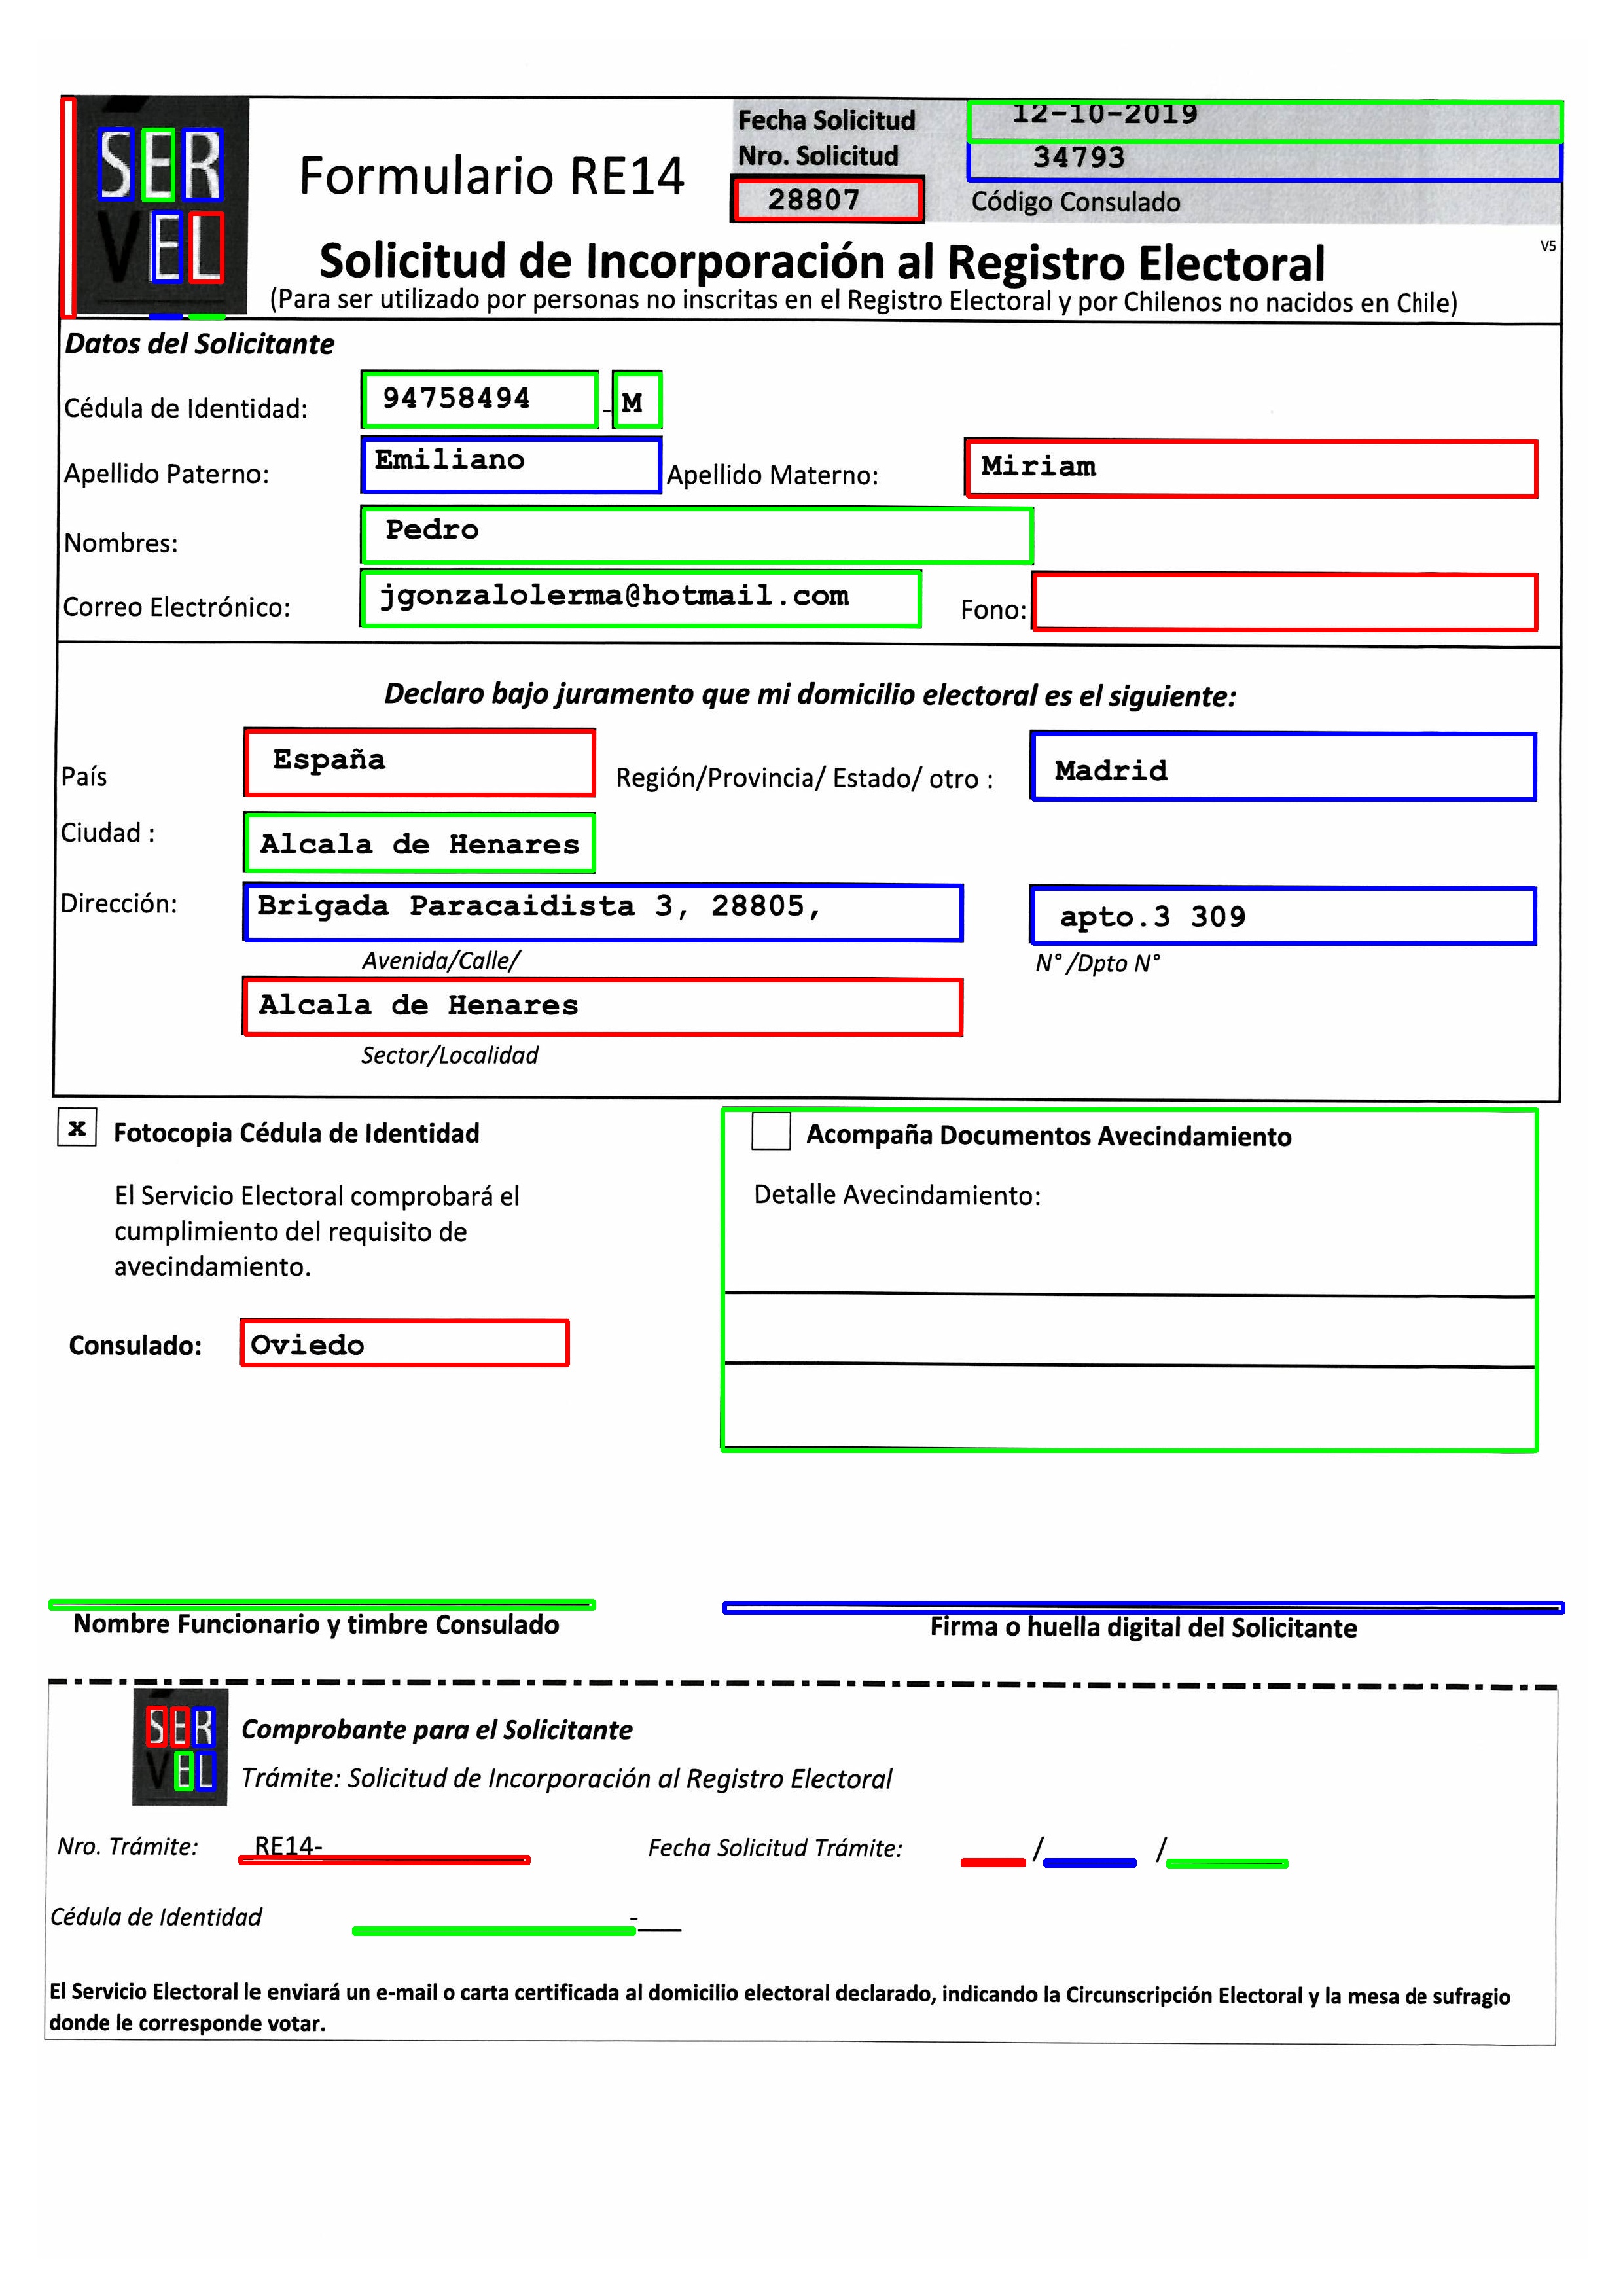 SER
VEL
Formulario RE14
Fecha Solicitud 12-10-2019
Nro. Solicitud 34793
28807 Código Consulado
Solicitud de Incorporación al Registro Electoral V5
(Para ser utilizado por personas no inscritas en el Registro Electoral y por Chilenos no nacidos en Chile)
Datos del Solicitante
Cédula de Identidad: 94758494 - M
Apellido Paterno: Emiliano Apellido Materno: Miriam
Nombres: Pedro
Correo Electrónico: jgonzalolerma@hotmail.com Fono:
Declaro bajo juramento que mi domicilio electoral es el siguiente:
País España Región/Provincia/ Estado/ otro : Madrid
Ciudad : Alcala de Henares
Dirección: Brigada Paracaidista 3, 28805, apto.3 309
Avenida/Calle/ N° /Dpto N°
Alcala de Henares
Sector/Localidad
x Fotocopia Cédula de Identidad
El Servicio Electoral comprobará el
cumplimiento del requisito de
avecindamiento.
Consulado: Oviedo
Acompaña Documentos Avecindamiento
Detalle Avecindamiento:
Nombre Funcionario y timbre Consulado
Firma o huella digital del Solicitante
SER
VEL
Comprobante para el Solicitante
Trámite: Solicitud de Incorporación al Registro Electoral
Nro. Trámite: RE14- Fecha Solicitud Trámite: / /
Cédula de Identidad -
El Servicio Electoral le enviará un e-mail o carta certificada al domicilio electoral declarado, indicando la Circunscripción Electoral y la mesa de sufragio
donde le corresponde votar.